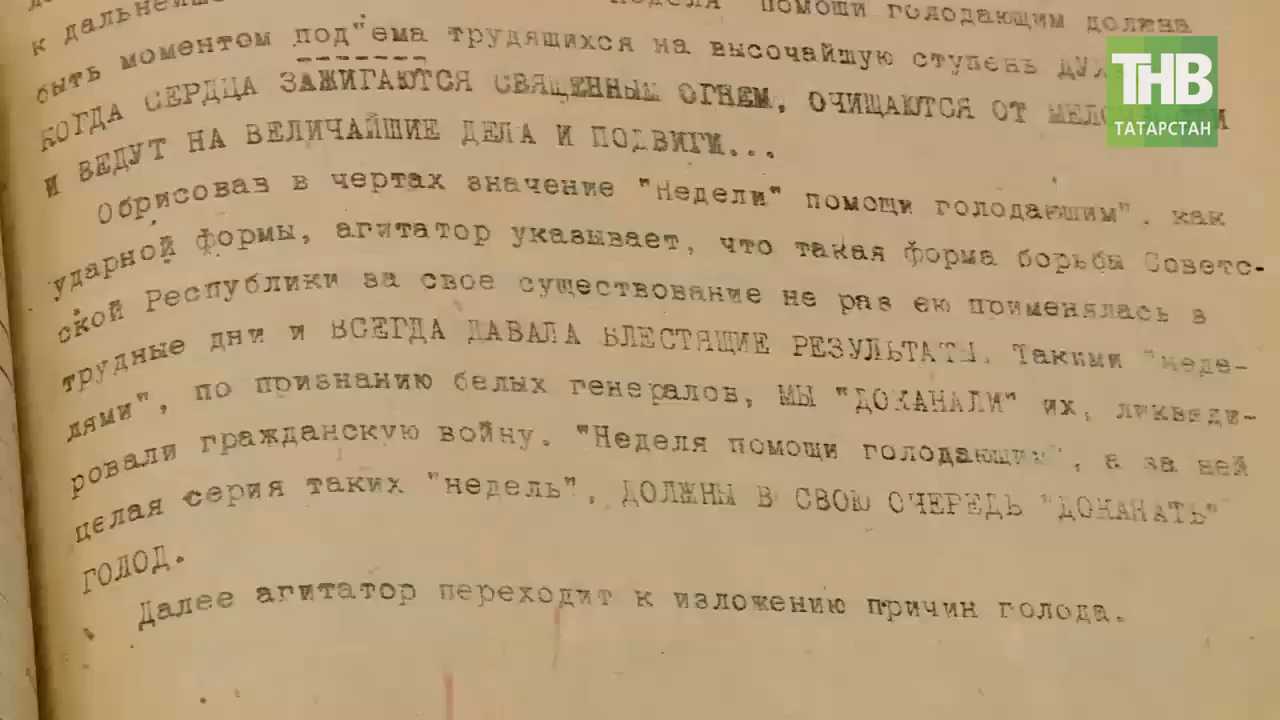 к дальнейш неделя помощи голодающим должна
быть моментом под"ема трудящихся на высочайшую ступень
КОГДА СЕРДЦА ЗАЖИГАЮТСЯ СВЯЩЕННЫМ ОГНЕМ, ОЧИЩАЮТСЯ ОТ
И ВЕДУТ НА ВЕЛИЧАЙШИЕ ДЕЛА И ПОДВИГИ...
Обрисовав в чертах значение "Недели" помощи голодающим", как
ударной формы, агитатор указывает, что такая форма борьбы Советс-
ской Республики за свое существование не раз ею применялась в
трудные дни и ВСЕГДА ДАВАЛА БЛЕСТЯЩИЕ РЕЗУЛЬТАТЫ. Такими "неде-
лями", по признанию белых генералов, МЫ "ДОКАНАЛИ" их, ликвиди-
ровали гражданскую войну. "Неделя помощи голодающим", а за ней
целая серия таких "недель", ДОЛЖНЫ В СВОЮ ОЧЕРЕДЬ "ДОКАНАТЬ"
ГОЛОД.
Далее агитатор переходит к изложению причин голода.
ТНВ
ТАТАРСТАН